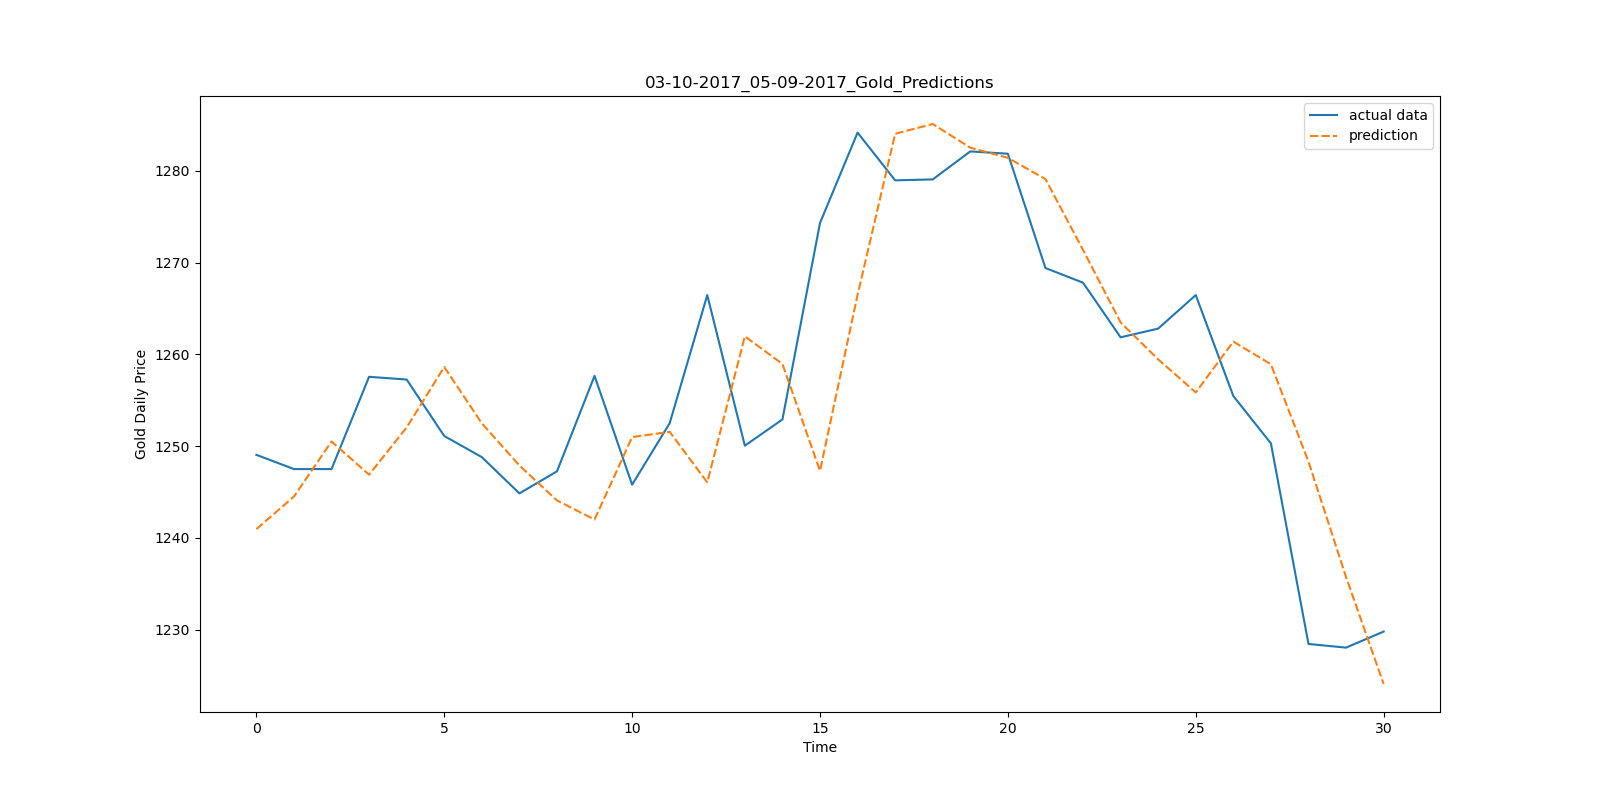 03-10-2017_05-09-2017_Gold_Predictions
actual data
prediction
Gold Daily Price
1280
1270
1260
1250
1240
1230
0 5 10 15 20 25 30
Time